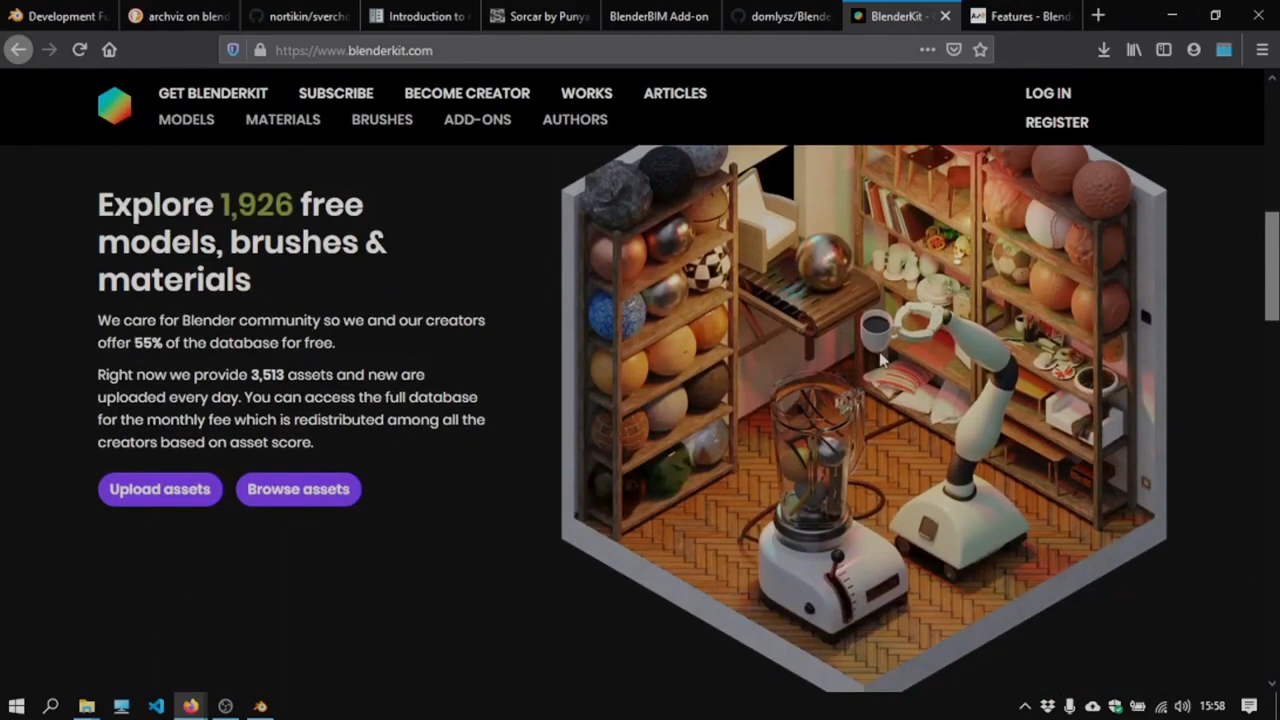 Development Fu
archviz on blend
nortikin/sverch
Introduction to
Sorcar by Punya
BlenderBIM Add-on
domlysz/Blende
BlenderKit -
Features - Blend
https://www.blenderkit.com
GET BLENDERKIT SUBSCRIBE BECOME CREATOR WORKS ARTICLES LOG IN
MODELS MATERIALS BRUSHES ADD-ONS AUTHORS REGISTER
Explore 1,926 free
models, brushes &
materials
We care for Blender community so we and our creators
offer 55% of the database for free.
Right now we provide 3,513 assets and new are
uploaded every day. You can access the full database
for the monthly fee which is redistributed among all the
creators based on asset score.
Upload assets Browse assets
15:58